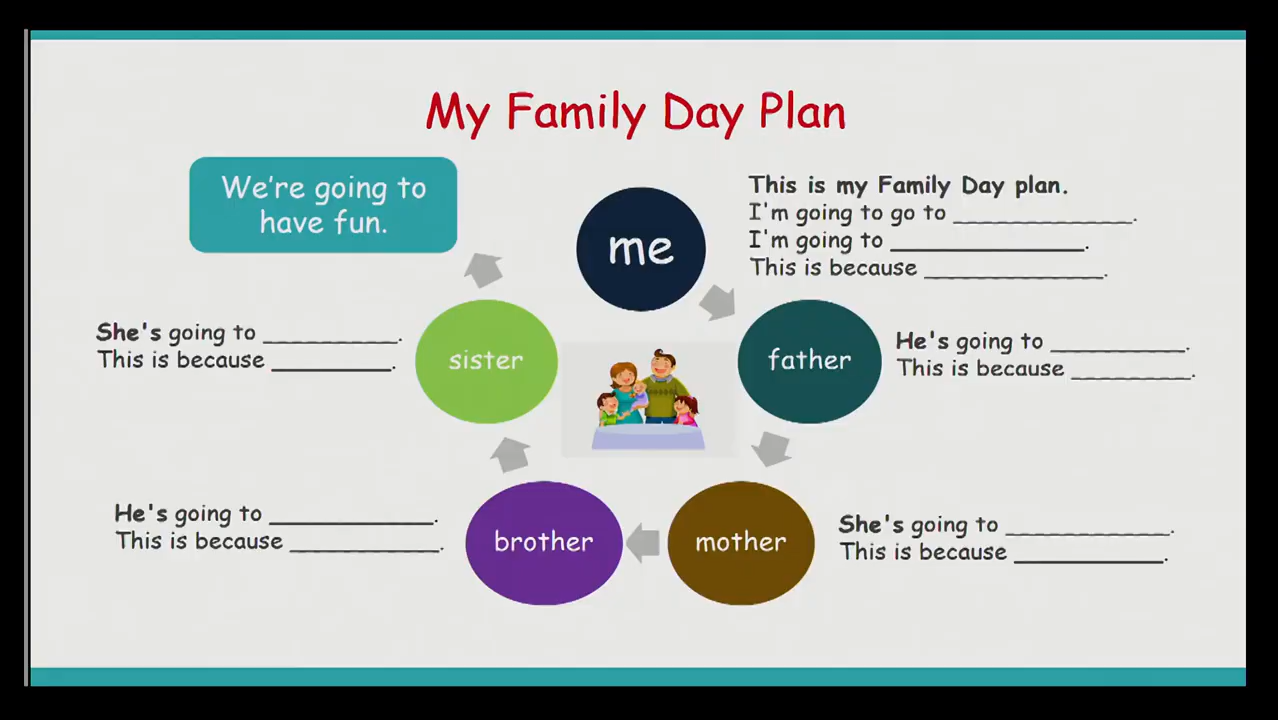 My Family Day Plan
We're going to
have fun.
me
This is my Family Day plan.
I'm going to go to _____________.
I'm going to ______________.
This is because _____________.
She's going to __________.
This is because _________.
sister
father
He's going to __________.
This is because _________.
He's going to ____________.
This is because ___________.
brother
mother
She's going to ____________.
This is because ___________.